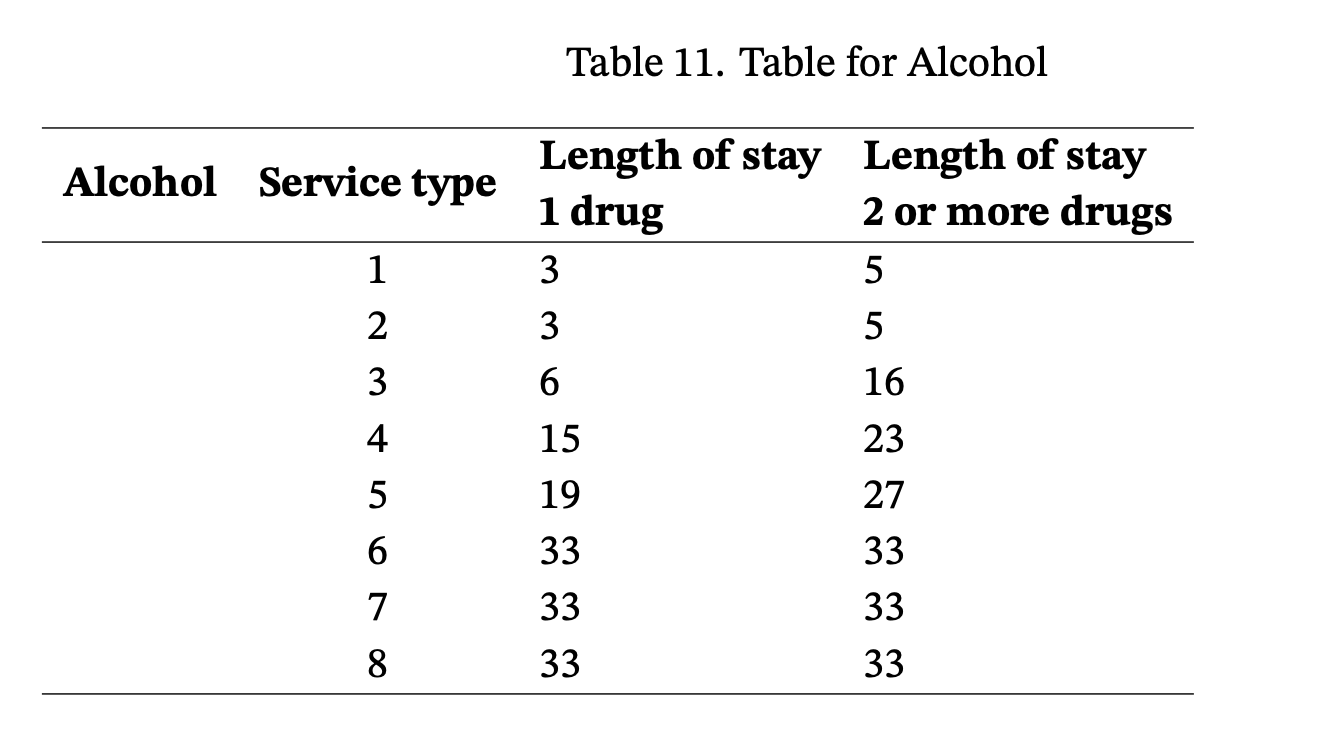 Table 11. Table for Alcohol
Alcohol Service type Length of stay 1 drug Length of stay 2 or more drugs
1 3 5
2 3 5
3 6 16
4 15 23
5 19 27
6 33 33
7 33 33
8 33 33